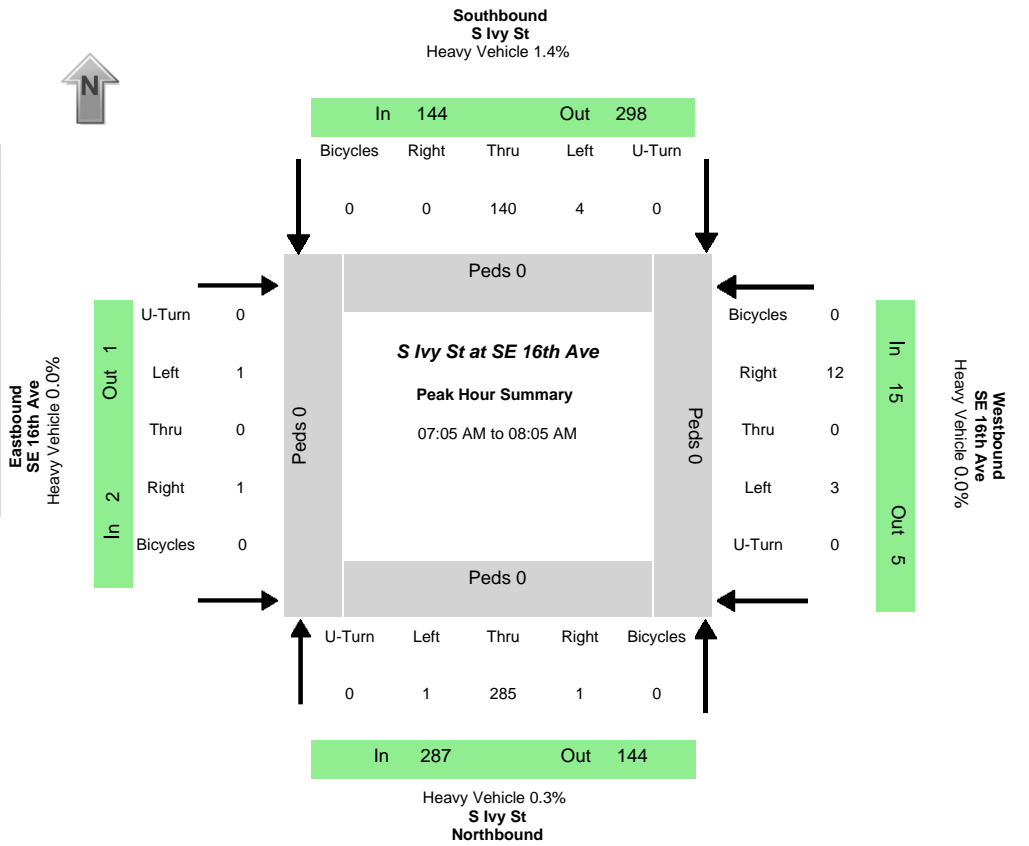 Southbound
S Ivy St
Heavy Vehicle 1.4%
N
In 144 Out 298
Bicycles Right Thru Left U-Turn
0 0 140 4 0
Peds 0
Eastbound
SE 16th Ave
Heavy Vehicle 0.0%
Out 1
In 2
U-Turn 0
Left 1
Thru 0
Right 1
Bicycles 0
Peds 0
S Ivy St at SE 16th Ave
Peak Hour Summary
07:05 AM to 08:05 AM
Peds 0
Bicycles 0
Right 12
Thru 0
Left 3
U-Turn 0
In 15
Out 5
Westbound
SE 16th Ave
Heavy Vehicle 0.0%
Peds 0
U-Turn Left Thru Right Bicycles
0 1 285 1 0
In 287 Out 144
Heavy Vehicle 0.3%
S Ivy St
Northbound